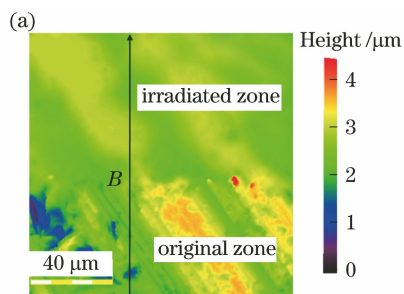 (a)
Height /μm
4
irradiated zone
3
B
2
1
original zone
40 μm
0